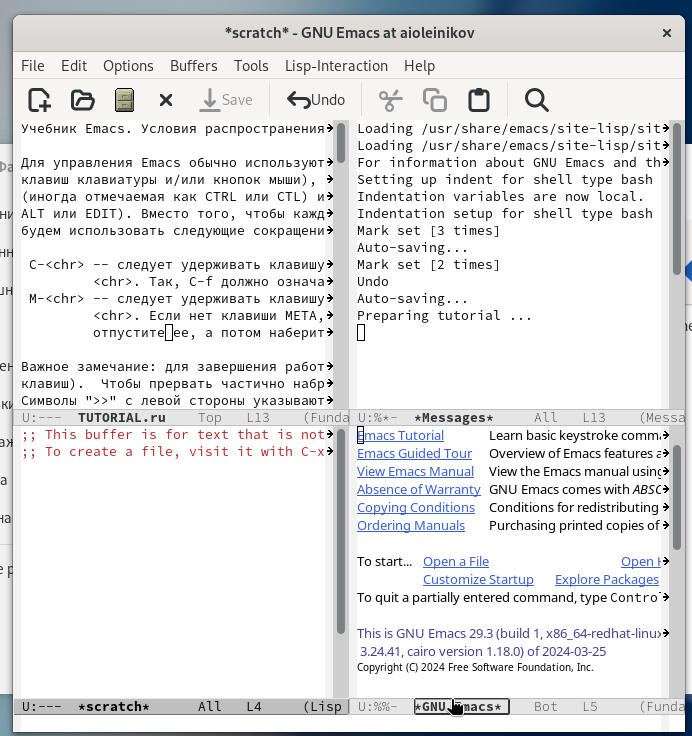 *scratch* - GNU Emacs at aioleinikov
File Edit Options Buffers Tools Lisp-Interaction Help
Save Undo
Учебник Emacs. Условия распространения
Для управления Emacs обычно используют
клавиш клавиатуры и/или кнопок мыши),
(иногда отмечаемая как CTRL или CTL) и
ALT или EDIT). Вместо того, чтобы кажд
будем использовать следующие сокращени
C-<chr> -- следует удерживать клавишу
<chr>. Так, C-f должно означа
M-<chr> -- следует удерживать клавишу
<chr>. Если нет клавиши META,
отпустите ее, а потом наберит
Важное замечание: для завершения работ
клавиш).  Чтобы прервать частично набр
Символы ">>" с левой стороны указывают
U:--- TUTORIAL.ru Top L13 (Funda
Loading /usr/share/emacs/site-lisp/sit
Loading /usr/share/emacs/site-lisp/sit
For information about GNU Emacs and th
Setting up indent for shell type bash
Indentation variables are now local.
Indentation setup for shell type bash
Mark set [3 times]
Auto-saving...
Mark set [2 times]
Undo
Auto-saving...
Preparing tutorial ...
U:%*- *Messages* All L13 (Messa
;; This buffer is for text that is not
;; To create a file, visit it with C-x
U:--- *scratch* All L4 (Lisp
Emacs Tutorial Learn basic keystroke comma
Emacs Guided Tour Overview of Emacs features a
View Emacs Manual View the Emacs manual using
Absence of Warranty GNU Emacs comes with ABSO
Copying Conditions Conditions for redistributing
Ordering Manuals Purchasing printed copies of
To start... Open a File Open H
Customize Startup Explore Packages
To quit a partially entered command, type Control
This is GNU Emacs 29.3 (build 1, x86_64-redhat-linux
3.24.41, cairo version 1.18.0) of 2024-03-25
Copyright (C) 2024 Free Software Foundation, Inc.
U:%%- *GNU Emacs* Bot L5 (Funda